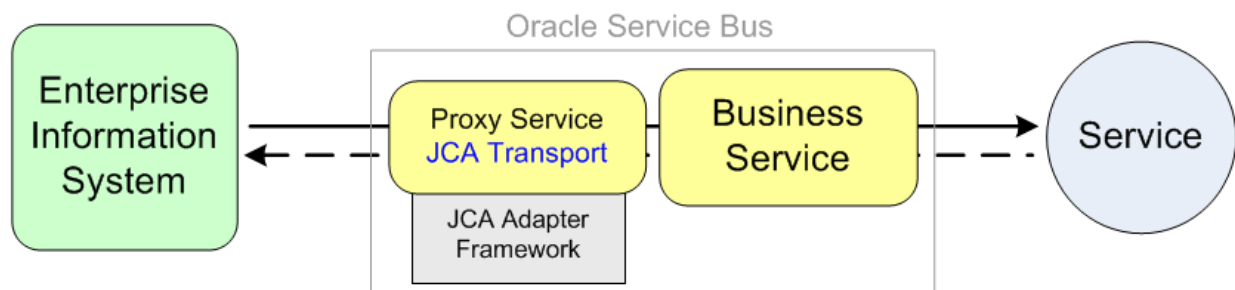 Oracle Service Bus
Enterprise
Information
System
Proxy Service
JCA Transport
JCA Adapter
Framework
Business
Service
Service